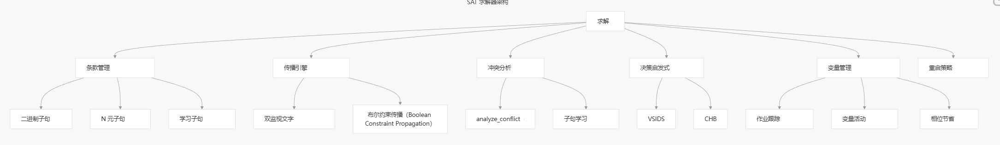 SAT 求解器架构
求解
条款管理
传播引擎
冲突分析
决策启发式
变量管理
重启策略
二进制子句
N 元子句
学习子句
双监视文字
布尔约束传播（Boolean
Constraint Propagation）
analyze_conflict（
子句学习
VSIDS
CHB
作业跟踪
变量活动
相位节省